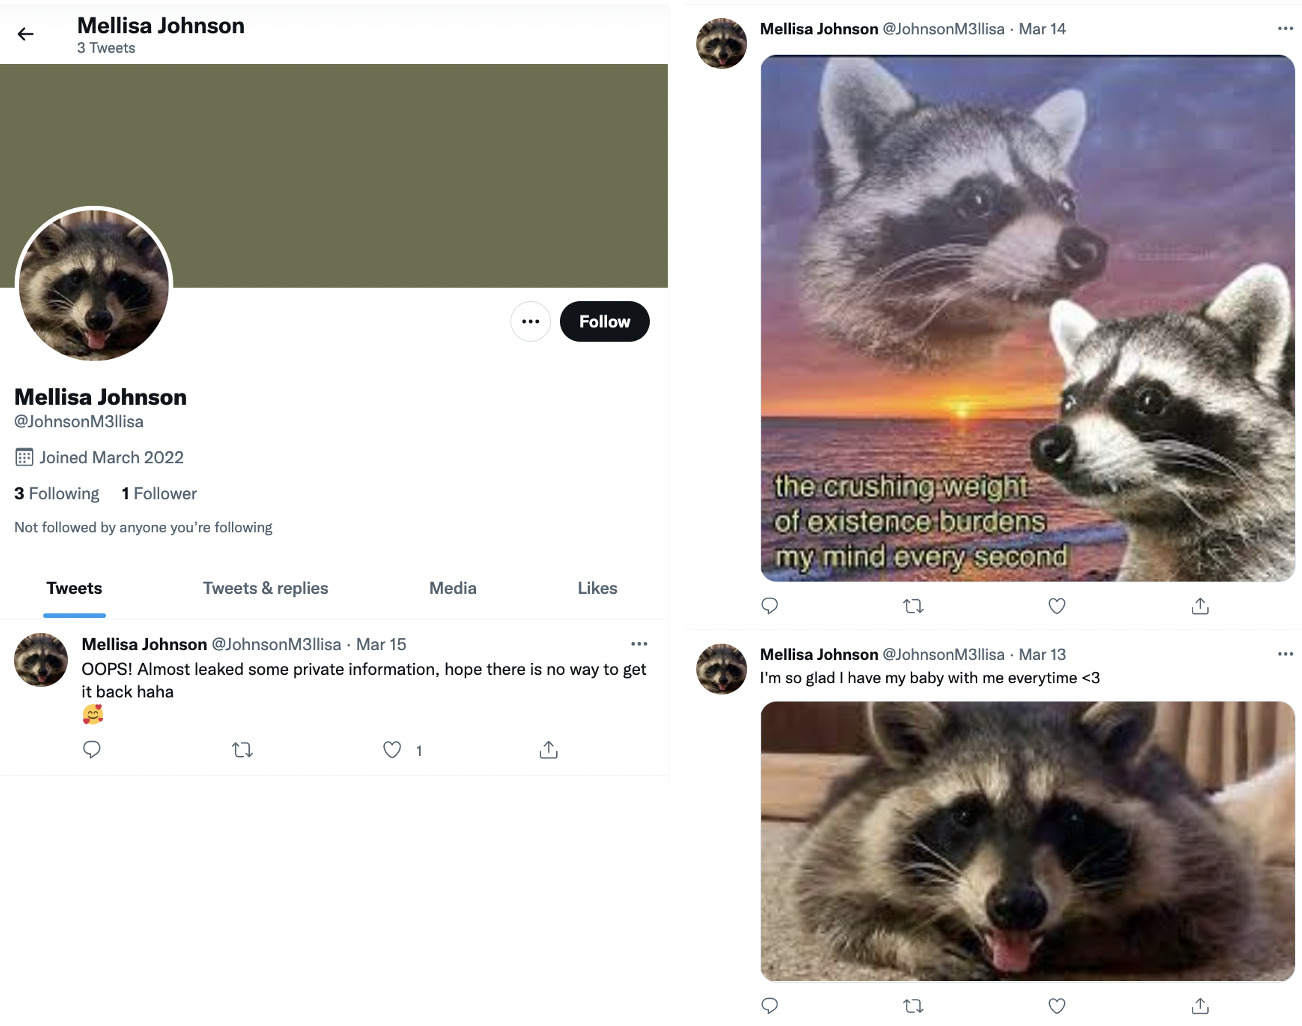 Mellisa Johnson
3 Tweets
Follow
Mellisa Johnson
@JohnsonM3llisa
Joined March 2022
3 Following 1 Follower
Not followed by anyone you’re following
Tweets Tweets & replies Media Likes
Mellisa Johnson @JohnsonM3llisa · Mar 15
OOPS! Almost leaked some private information, hope there is no way to get
it back haha
🥰
1
Mellisa Johnson @JohnsonM3llisa · Mar 14
the crushing weight
of existence burdens
my mind every second
Mellisa Johnson @JohnsonM3llisa · Mar 13
I'm so glad I have my baby with me everytime <3